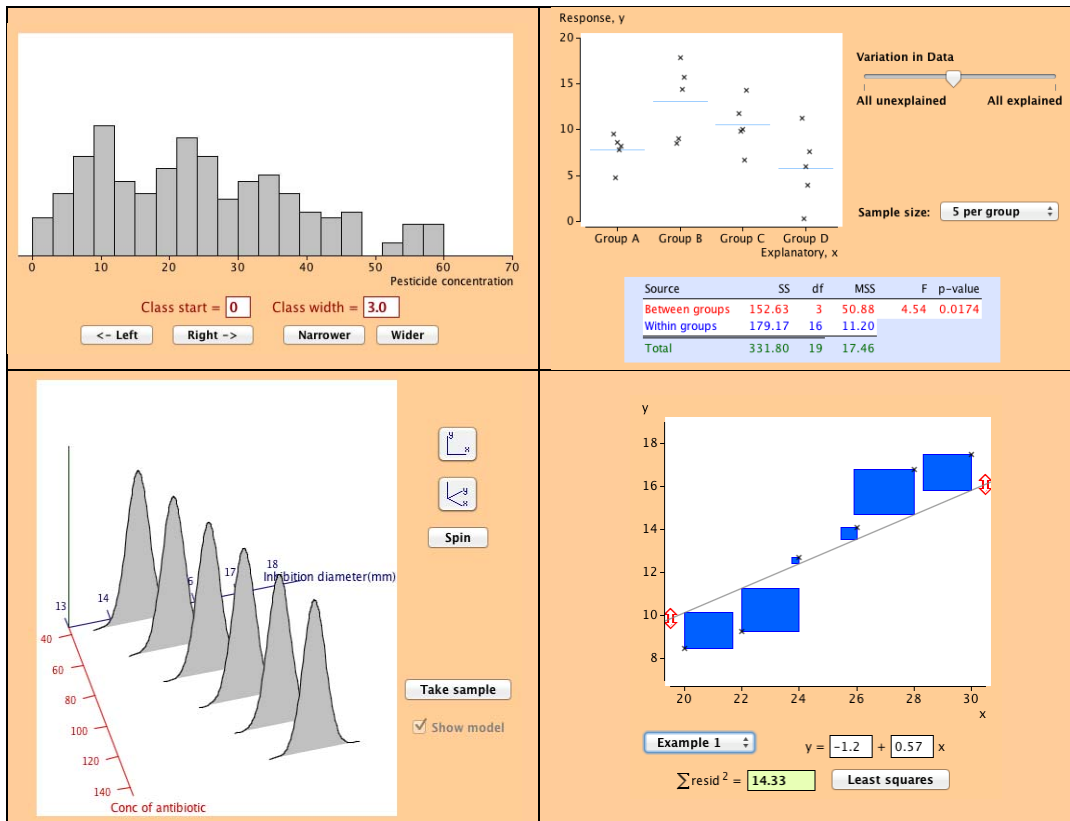 0 10 20 30 40 50 60 70
Pesticide concentration
Class start = 0 Class width = 3.0
<- Left Right -> Narrower Wider
Response, y
20
15
10
5
0
Group A Group B Group C Group D
Explanatory, x
Variation in Data
All unexplained All explained
Sample size: 5 per group
Source SS df MSS F p-value
Between groups 152.63 3 50.88 4.54 0.0174
Within groups 179.17 16 11.20
Total 331.80 19 17.46
13 14 17 18
Inhibition diameter(mm)
40
60
80
100
120
140
Conc of antibiotic
y
x
y
x
Spin
Take sample
Show model
y
18
16
14
12
10
8
20 22 24 26 28 30
x
Example 1 y = -1.2 + 0.57 x
∑resid 2 = 14.33 Least squares